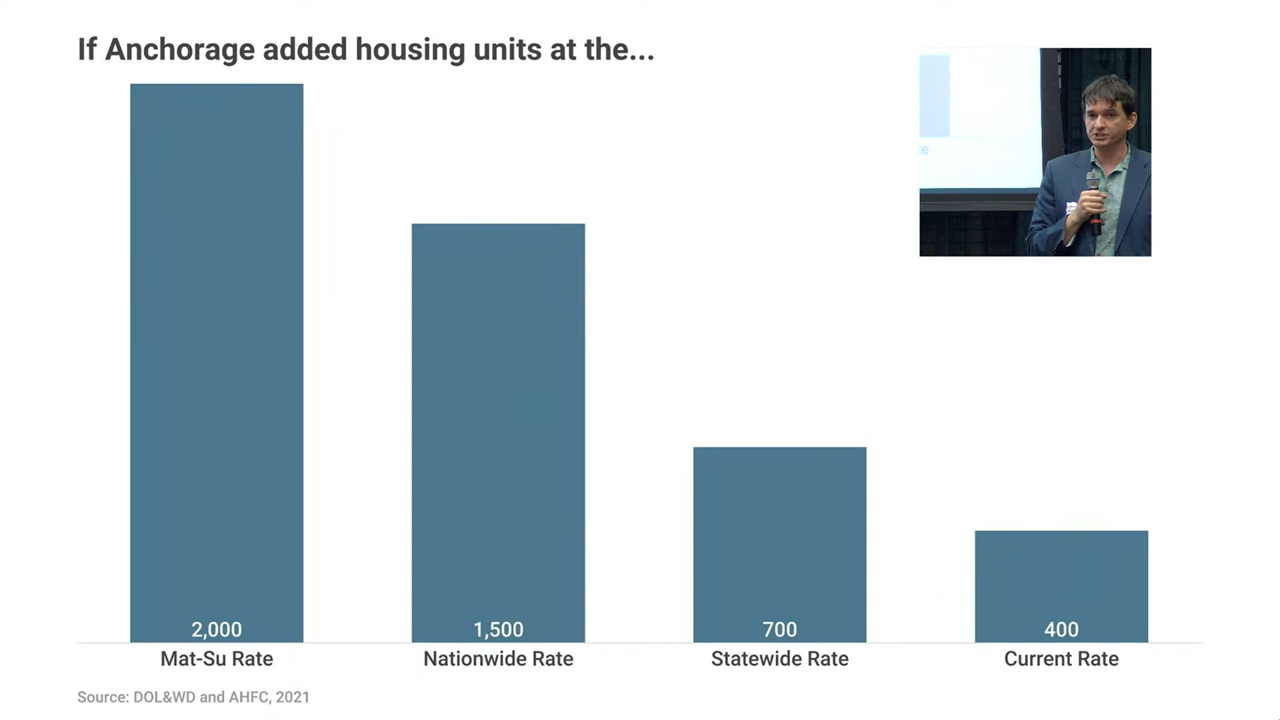 If Anchorage added housing units at the...
2,000
1,500
700
400
Mat-Su Rate
Nationwide Rate
Statewide Rate
Current Rate
Source: DOL&WD and AHFC, 2021